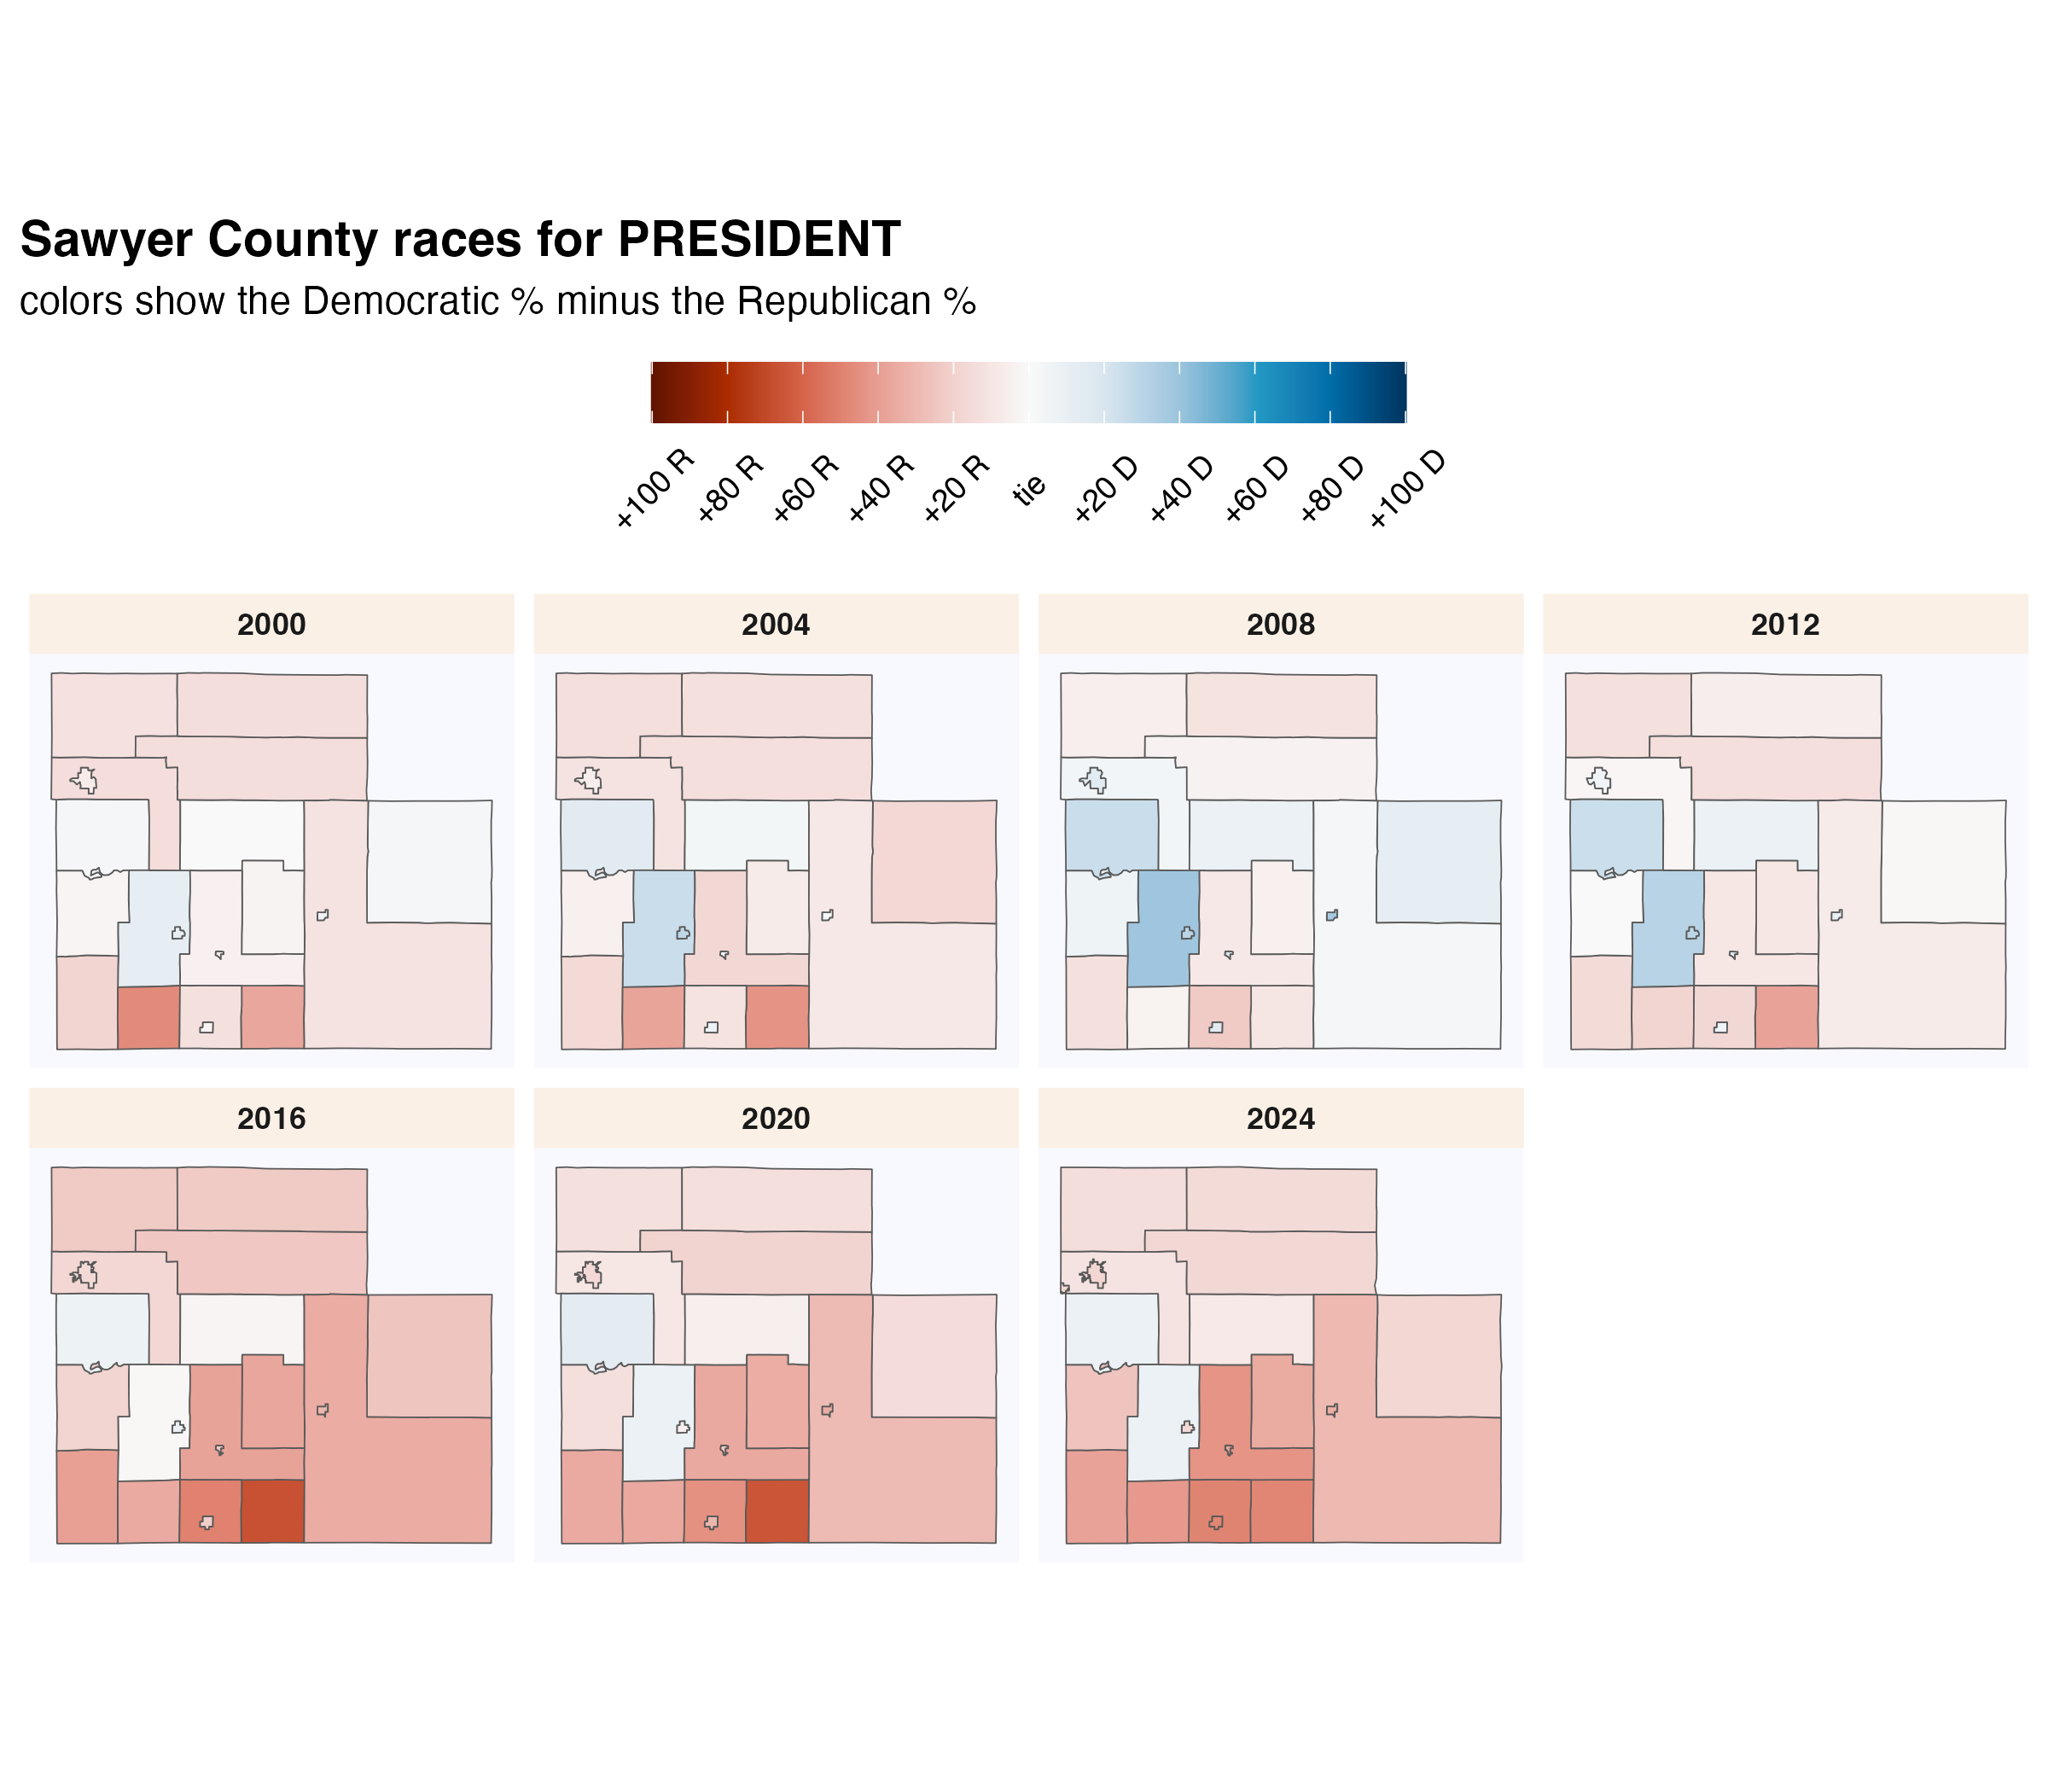 Sawyer County races for PRESIDENT
colors show the Democratic % minus the Republican %
+100 R +80 R +60 R +40 R +20 R tie +20 D +40 D +60 D +80 D +100 D
2000 2004 2008 2012
2016 2020 2024